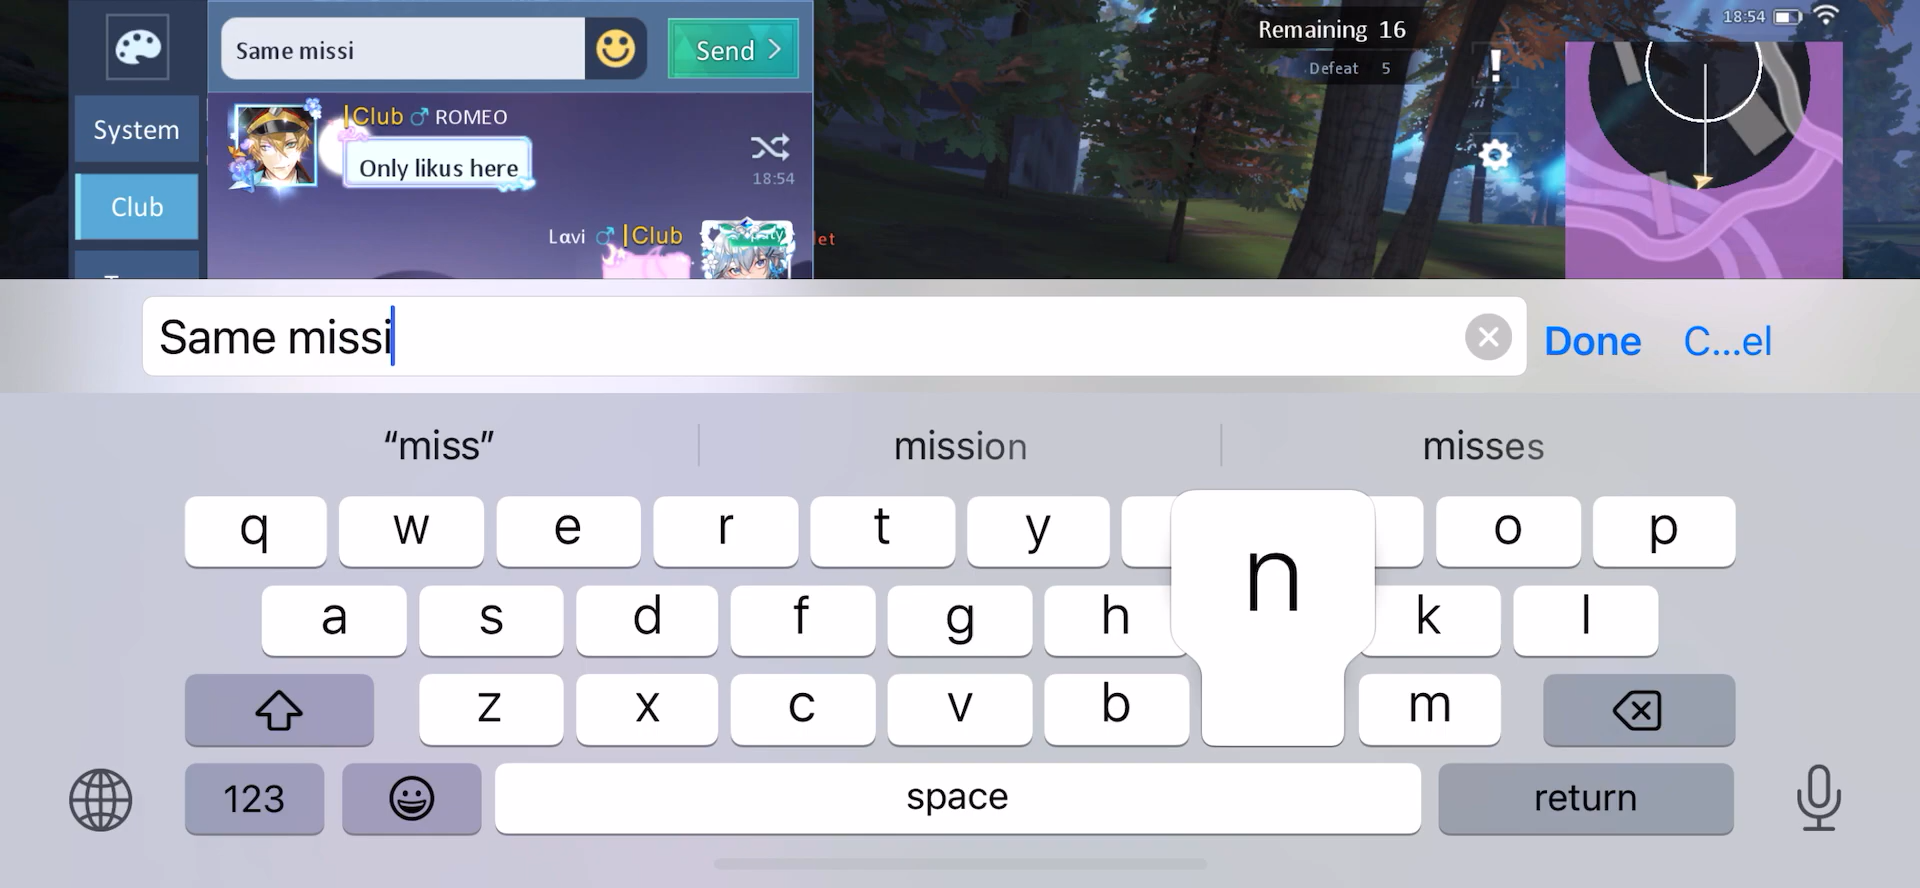 Same missi
Send
Remaining 16
Defeat 5
18:54
System
Club
|Club ♂ ROMEO
Only likus here
18:54
Lavi ♂ |Club
let
Same missi
Done
C...el
“miss” mission misses
q w e r t y o p
a s d f g h k l
n
z x c v b m
123 space return